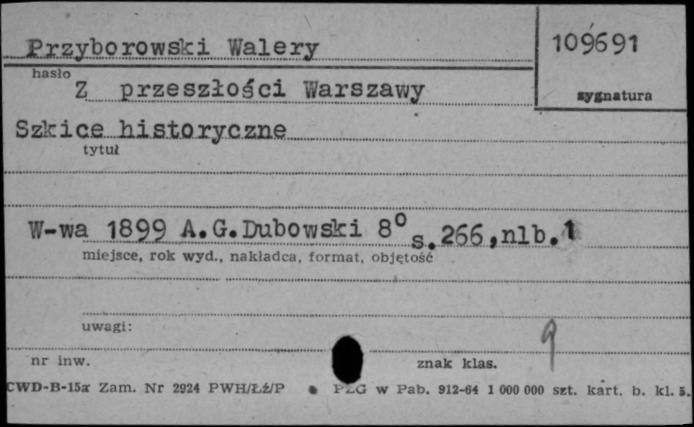 Przyborowski Walery
109691
hasło
sygnatura
Z przeszłości Warszawy
Szkice historyczne
tytuł
W-wa 1899 A.G.Dubowski 8° s.266,nlb.1
miejsce, rok wyd., nakładca, format, objętość
uwagi:
9
nr inw.
znak klas.
CWD-B-15a Zam. Nr 2924 PWH/Łź/P PZG w Pab. 912-64 1 000 000 szt. kart. b. kl. 5.